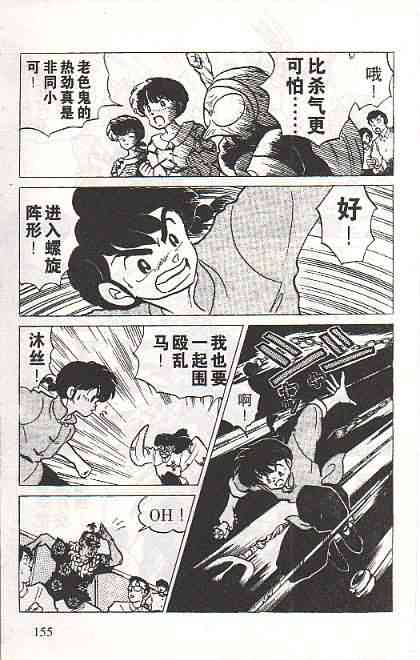 哦！
比杀气更
可怕………
老色鬼的
热劲真是
非同小
可！
好！
进入螺旋
阵形！
我也要
一起围
殴乱
马！
沐丝！
啊！
OH！
155